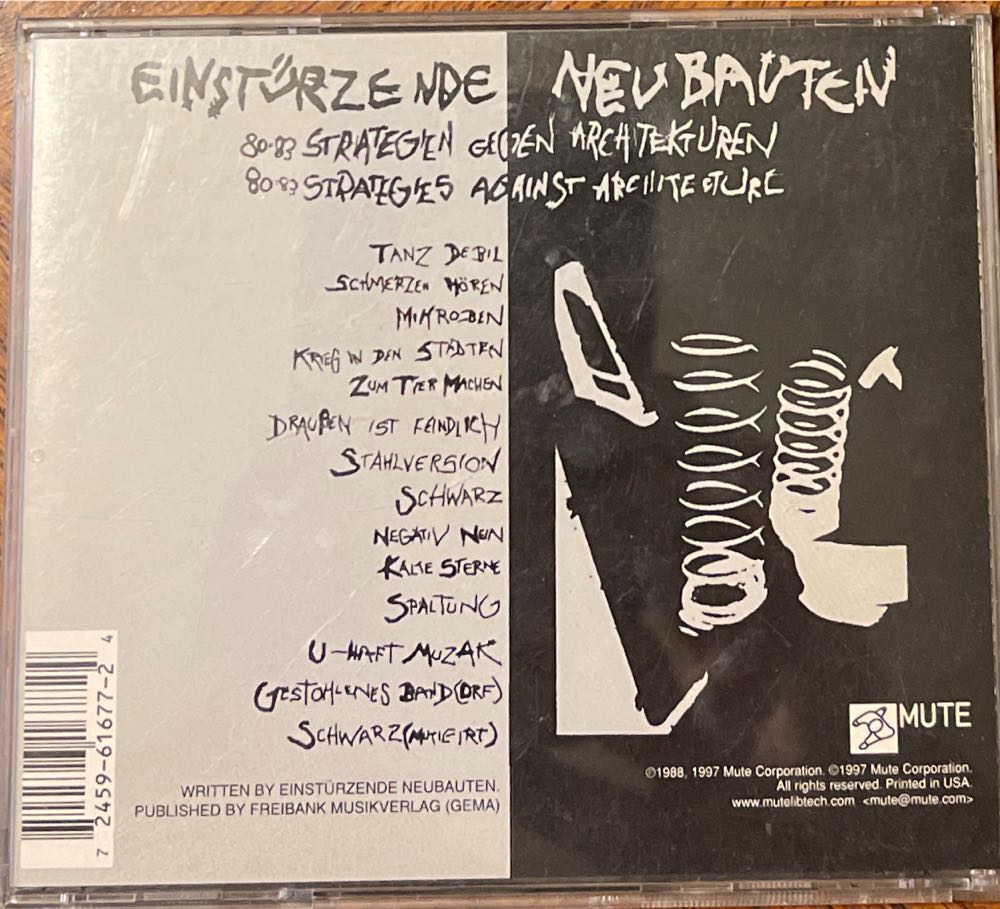 EINSTÜRZENDE NEUBAUTEN
80-83 STRATEGIEN GEGEN ARCHITEKTUREN
80-83 STRATEGIES AGAINST ARCHITECTURE
TANZ DEBIL
SCHMERZEN HÖREN
MIKROBEN
KRIEG IN DEN STÄDTEN
ZUM TIER MACHEN
DRAUßEN IST FEINDLICH
STAHLVERSION
SCHWARZ
NEGATIV NEIN
KALTE STERNE
SPALTUNG
U-HAFT MUZAK
GESTOHLENES BAND(ORF)
SCHWARZ(MUTIEIRT)
WRITTEN BY EINSTÜRZENDE NEUBAUTEN.
PUBLISHED BY FREIBANK MUSIKVERLAG (GEMA)
7 2459-61677-2 4
MUTE
℗1988, 1997 Mute Corporation. ©1997 Mute Corporation.
All rights reserved. Printed in USA.
www.mutelibtech.com <mute@mute.com>